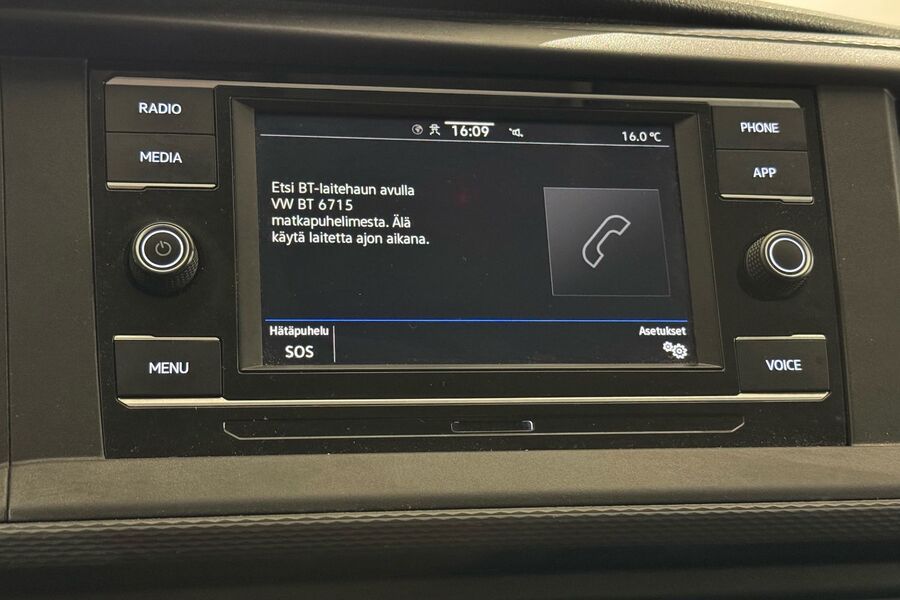 RADIO
MEDIA
MENU
16:09
16.0 °C
Etsi BT-laitehaun avulla
VW BT 6715
matkapuhelimesta. Älä
käytä laitetta ajon aikana.
Hätäpuhelu
SOS
Asetukset
PHONE
APP
VOICE